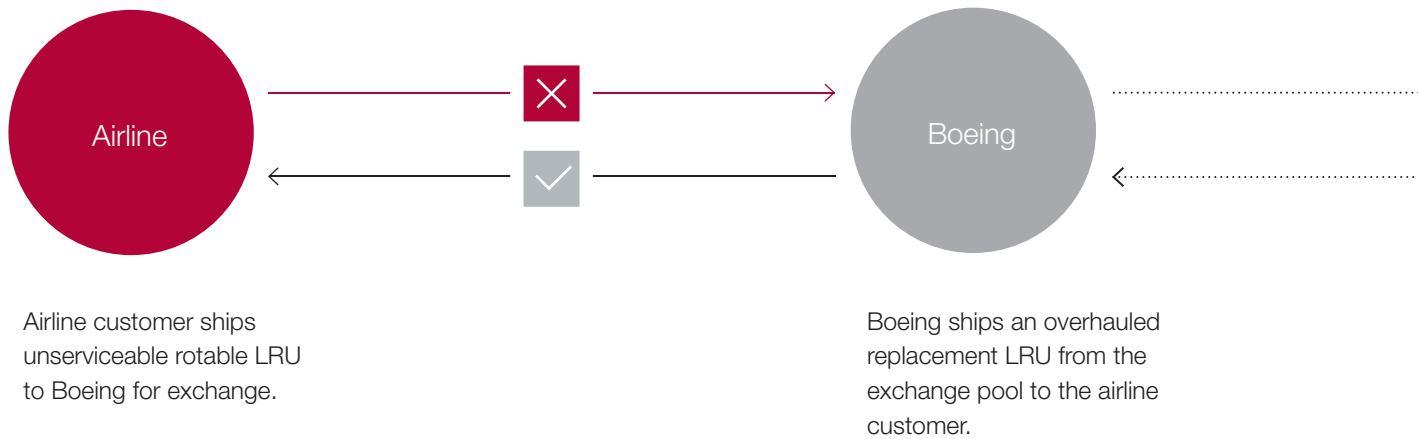 Airline
Boeing
Airline customer ships
unserviceable rotable LRU
to Boeing for exchange.
Boeing ships an overhauled
replacement LRU from the
exchange pool to the airline
customer.